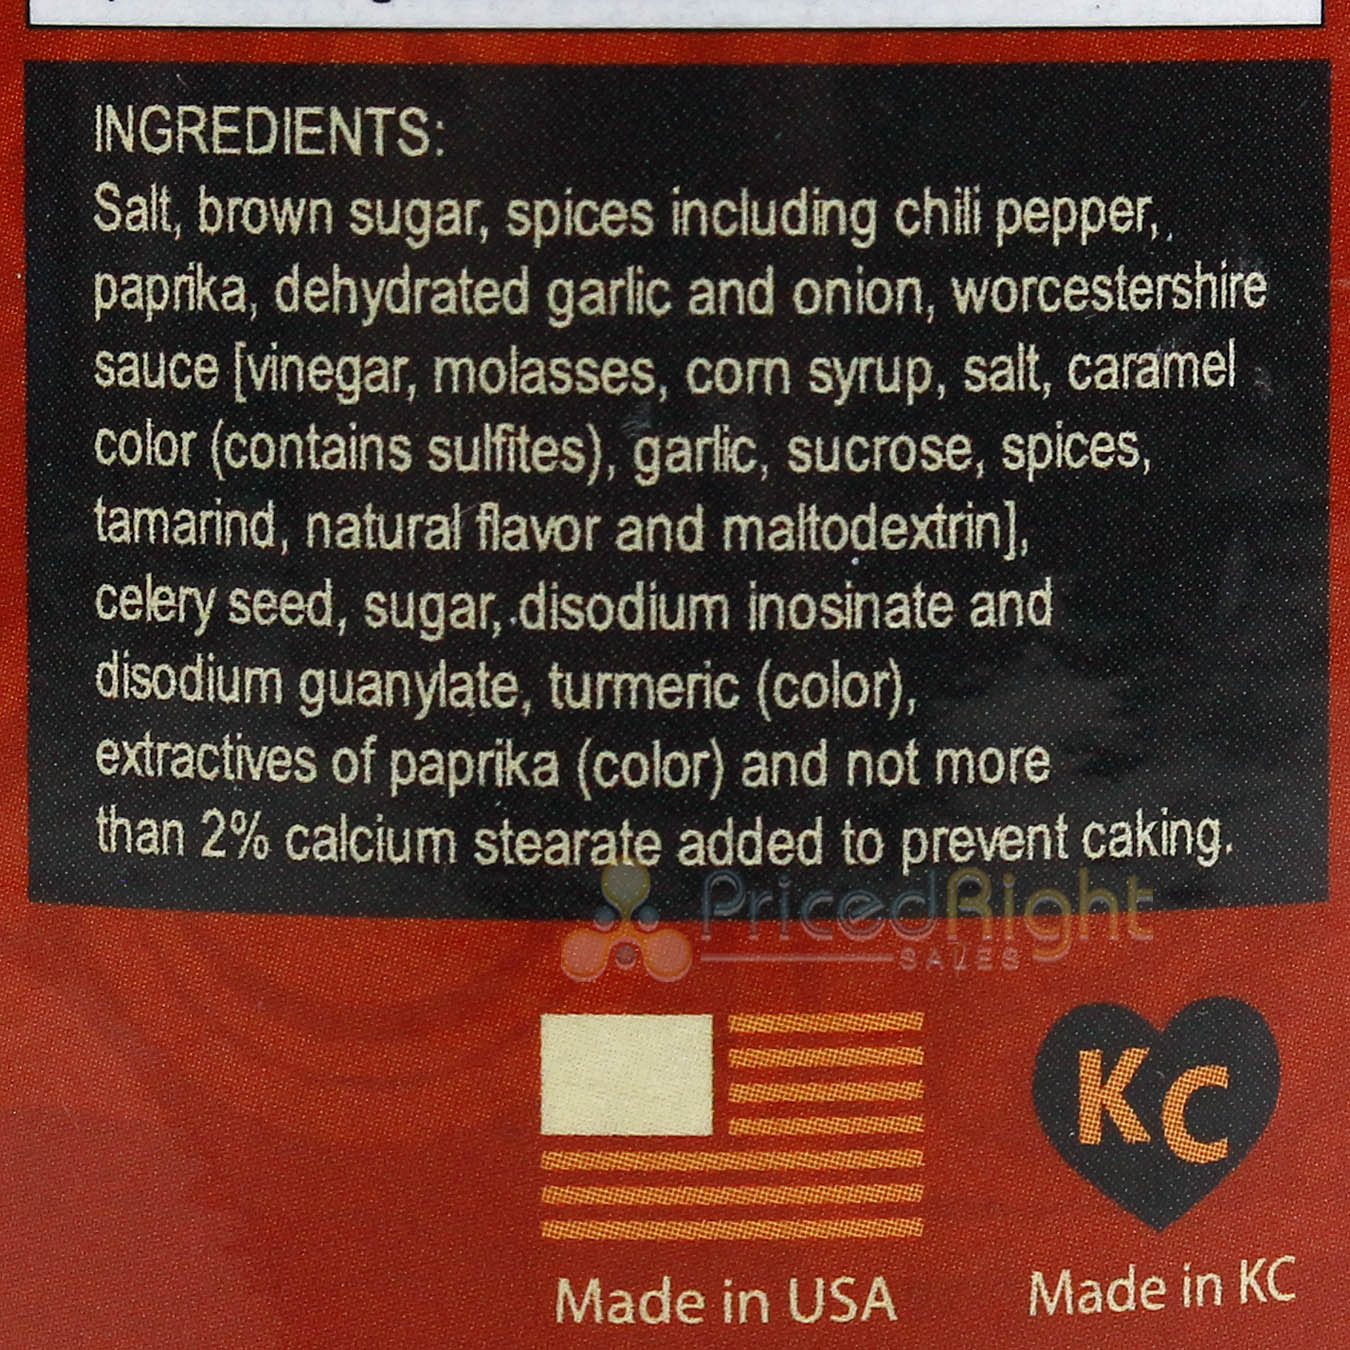 INGREDIENTS:
Salt, brown sugar, spices including chili pepper,
paprika, dehydrated garlic and onion, worcestershire
sauce [vinegar, molasses, corn syrup, salt, caramel
color (contains sulfites), garlic, sucrose, spices,
tamarind, natural flavor and maltodextrin],
celery seed, sugar, disodium inosinate and
disodium guanylate, turmeric (color),
extractives of paprika (color) and not more
than 2% calcium stearate added to prevent caking.
PricedRight
SALES
KC
Made in USA
Made in KC